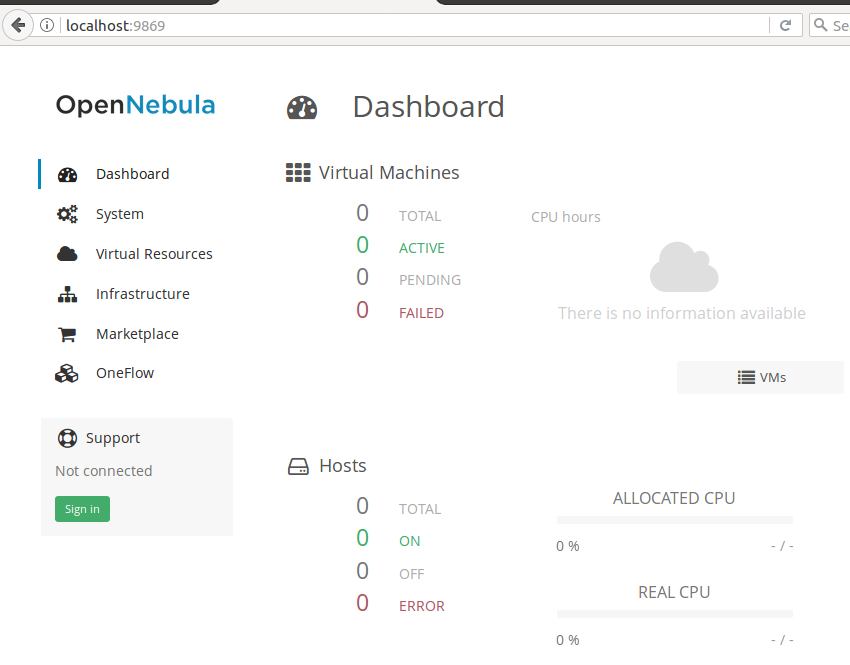 localhost:9869
Se
OpenNebula
Dashboard
System
Virtual Resources
Infrastructure
Marketplace
OneFlow
Support
Not connected
Sign in
Dashboard
Virtual Machines
0 TOTAL
0 ACTIVE
0 PENDING
0 FAILED
CPU hours
There is no information available
VMs
Hosts
0 TOTAL
0 ON
0 OFF
0 ERROR
ALLOCATED CPU
0 % - / -
REAL CPU
0 % - / -